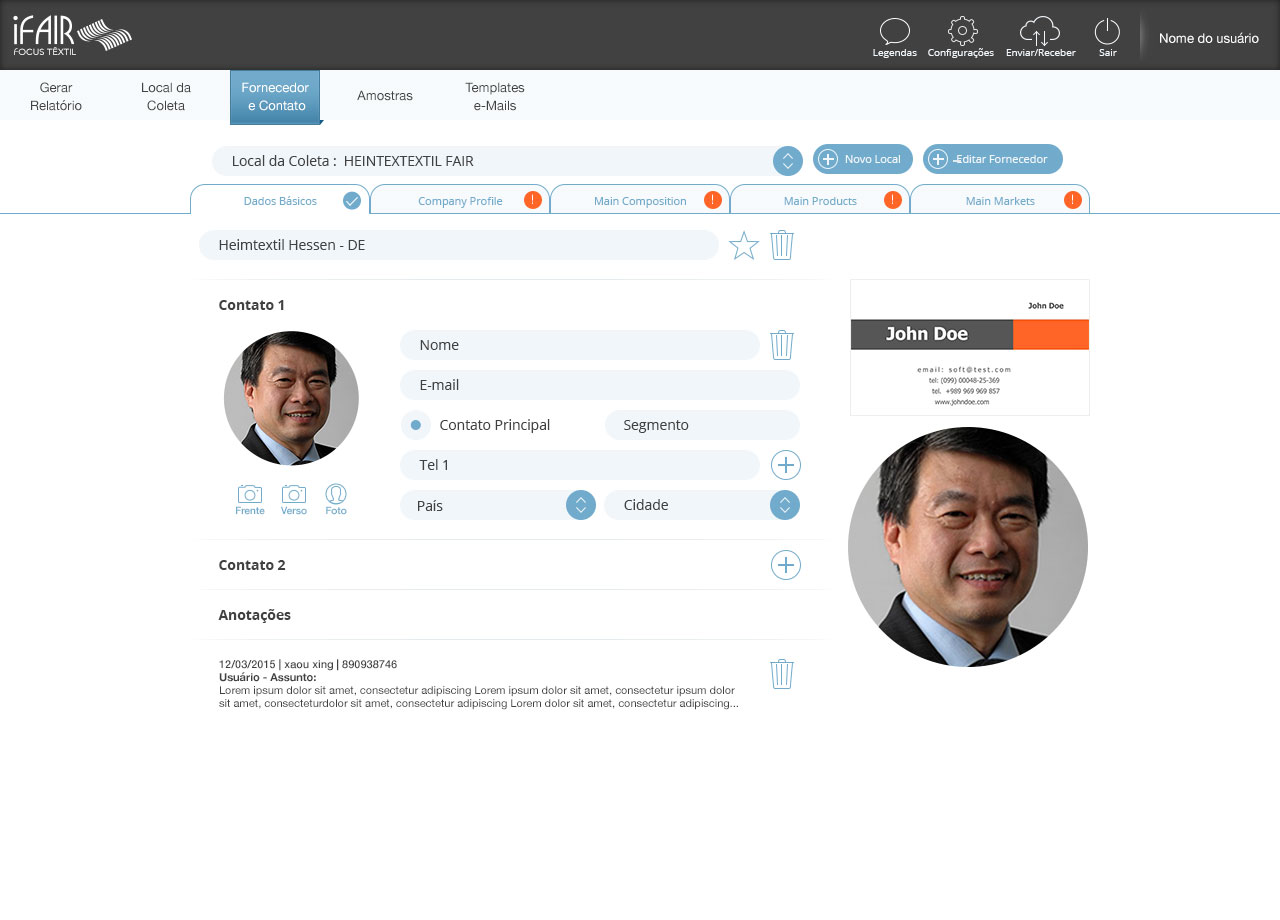 iFAIR
FOCUS TÊXTIL
Legendas
Configurações
Enviar/Receber
Sair
Nome do usuário
Gerar
Relatório
Local da
Coleta
Fornecedor
e Contato
Amostras
Templates
e-Mails
Local da Coleta : HEINTEXTEXTIL FAIR
Novo Local
Editar Fornecedor
Dados Básicos
Company Profile
!
Main Composition
!
Main Products
!
Main Markets
!
Heimtextil Hessen - DE
Contato 1
Nome
E-mail
Contato Principal
Segmento
Tel 1
País
Cidade
Frente
Verso
Foto
John Doe
John Doe
email: soft@test.com
tel: (099) 00048-25-369
tel. +989 969 969 857
www.johndoe.com
Contato 2
Anotações
12/03/2015 | xaou xing | 890938746
Usuário - Assunto:
Lorem ipsum dolor sit amet, consectetur adipiscing Lorem ipsum dolor sit amet, consectetur ipsum dolor
sit amet, consecteturdolor sit amet, consectetur adipiscing Lorem ipsum dolor sit amet, consectetur adipiscing...